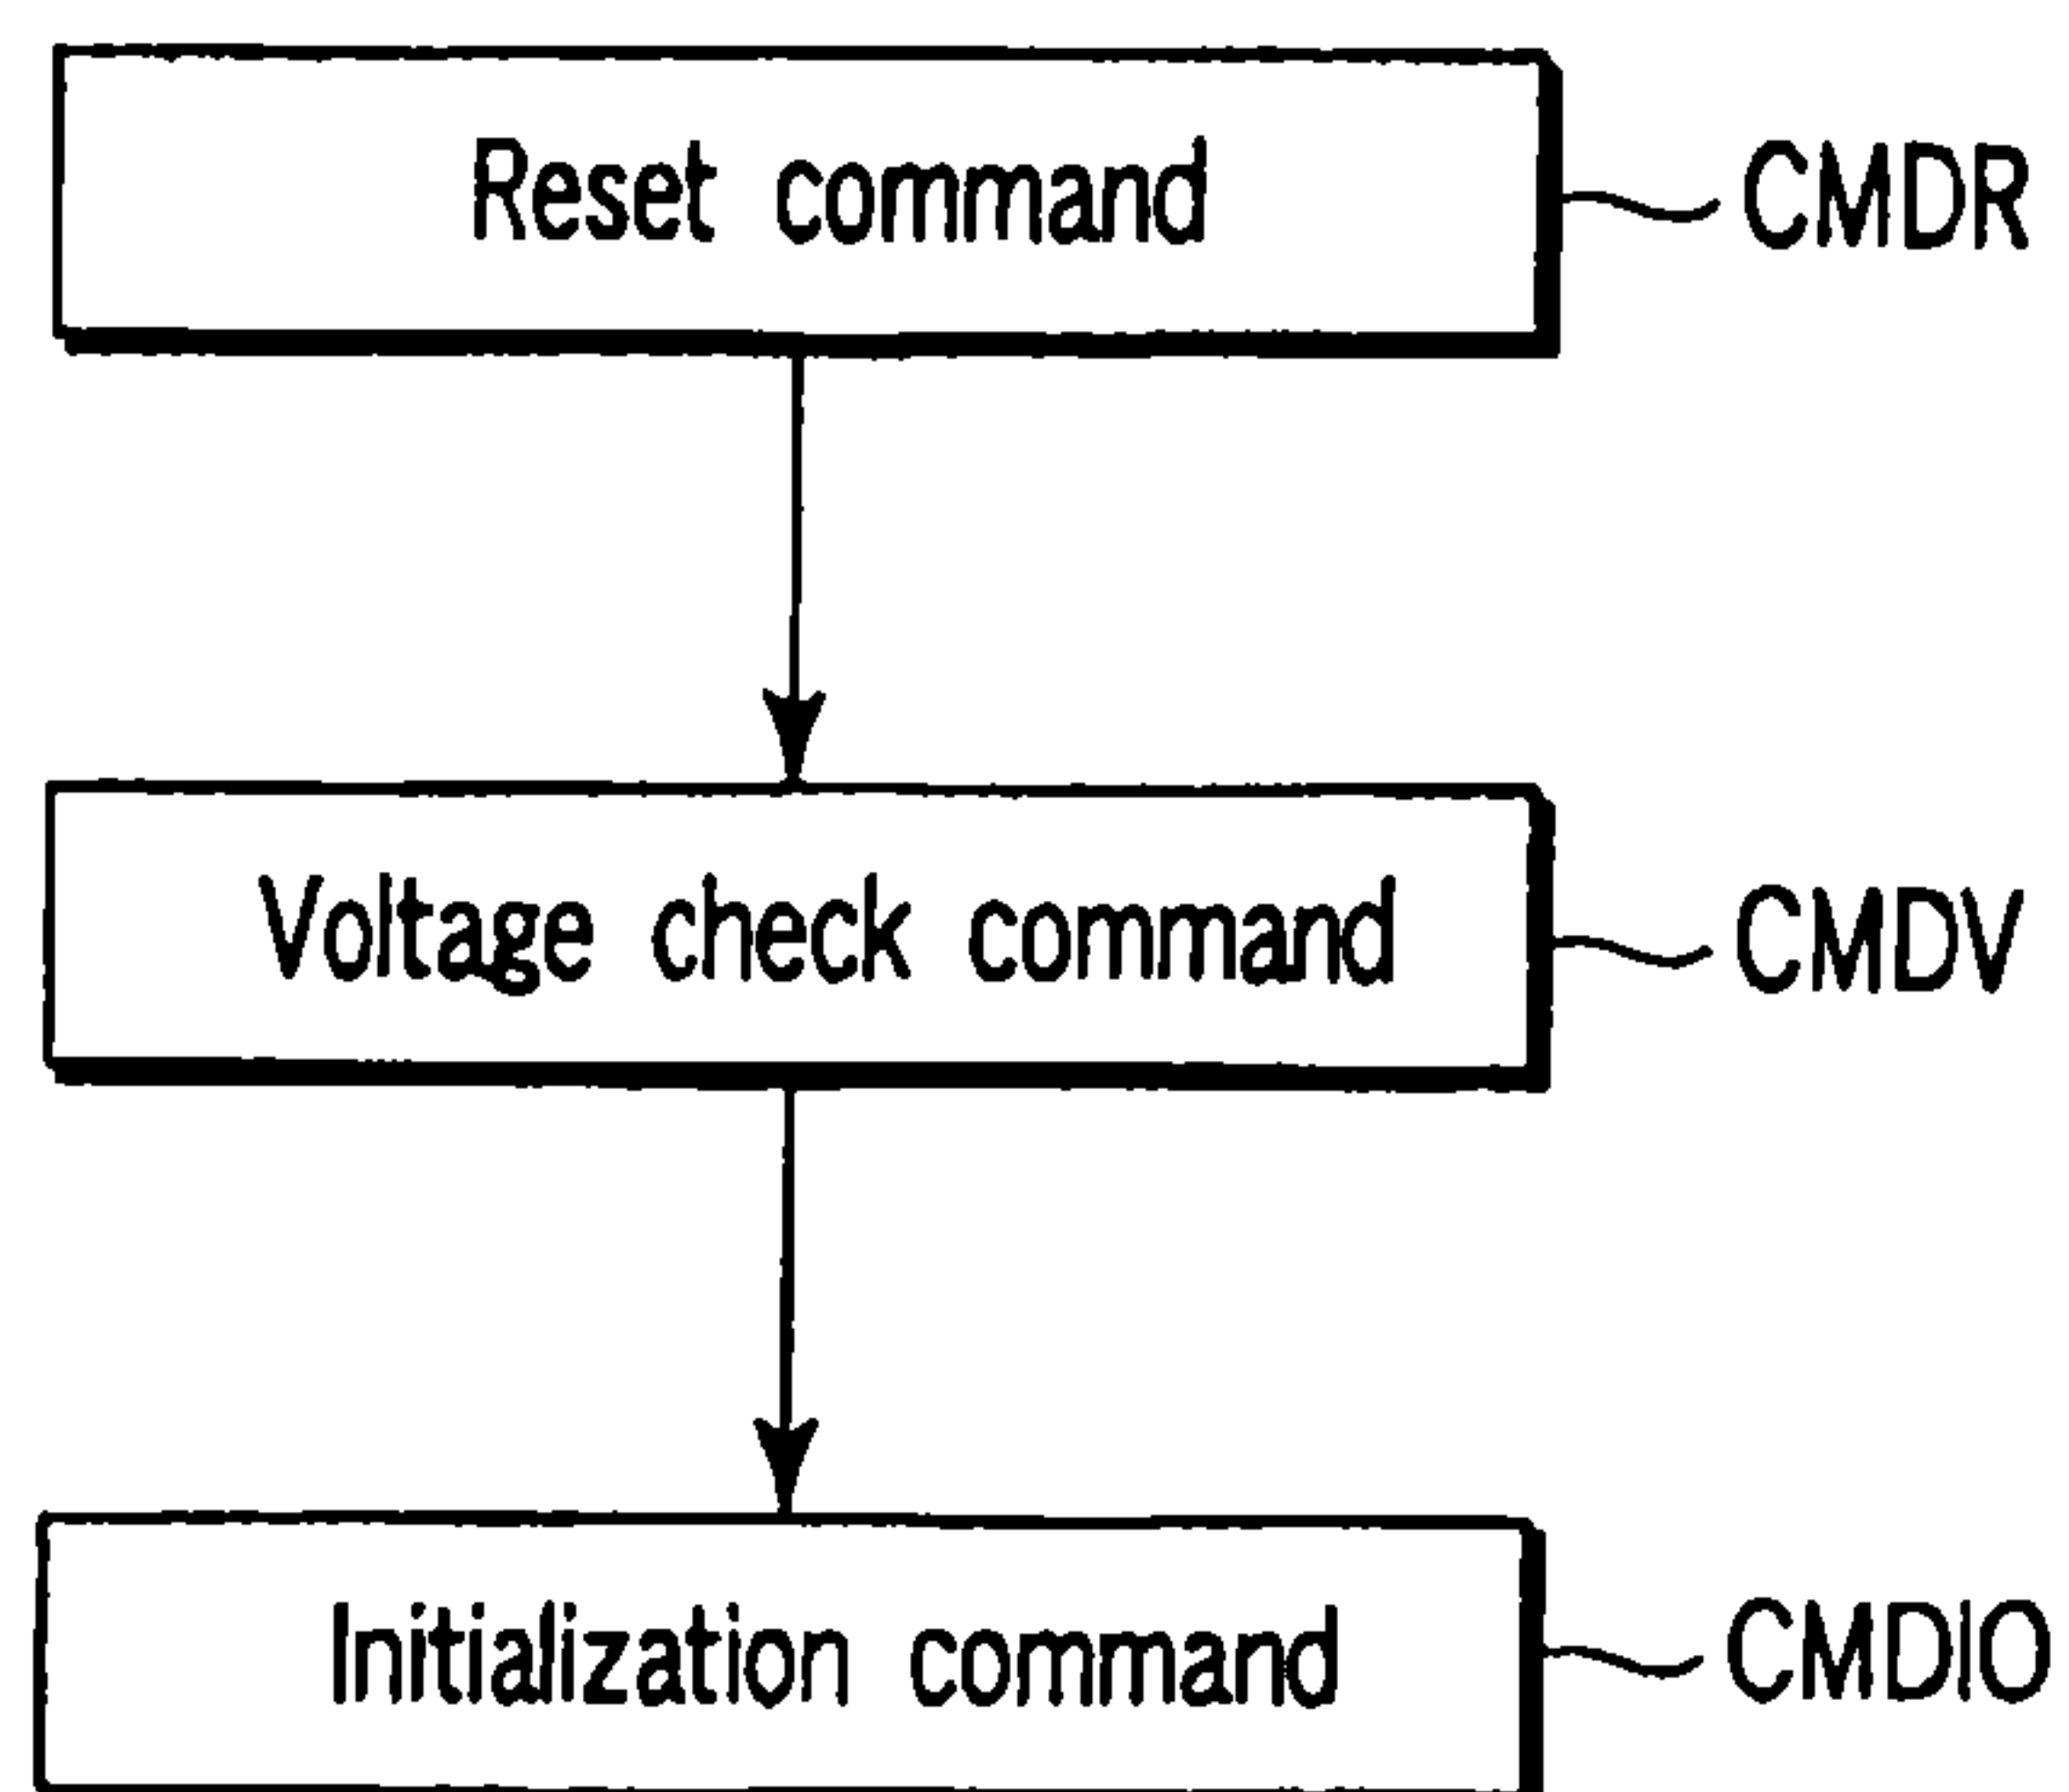 Reset command
CMDR
Voltage check command
CMDV
Initialization command
CMDIO